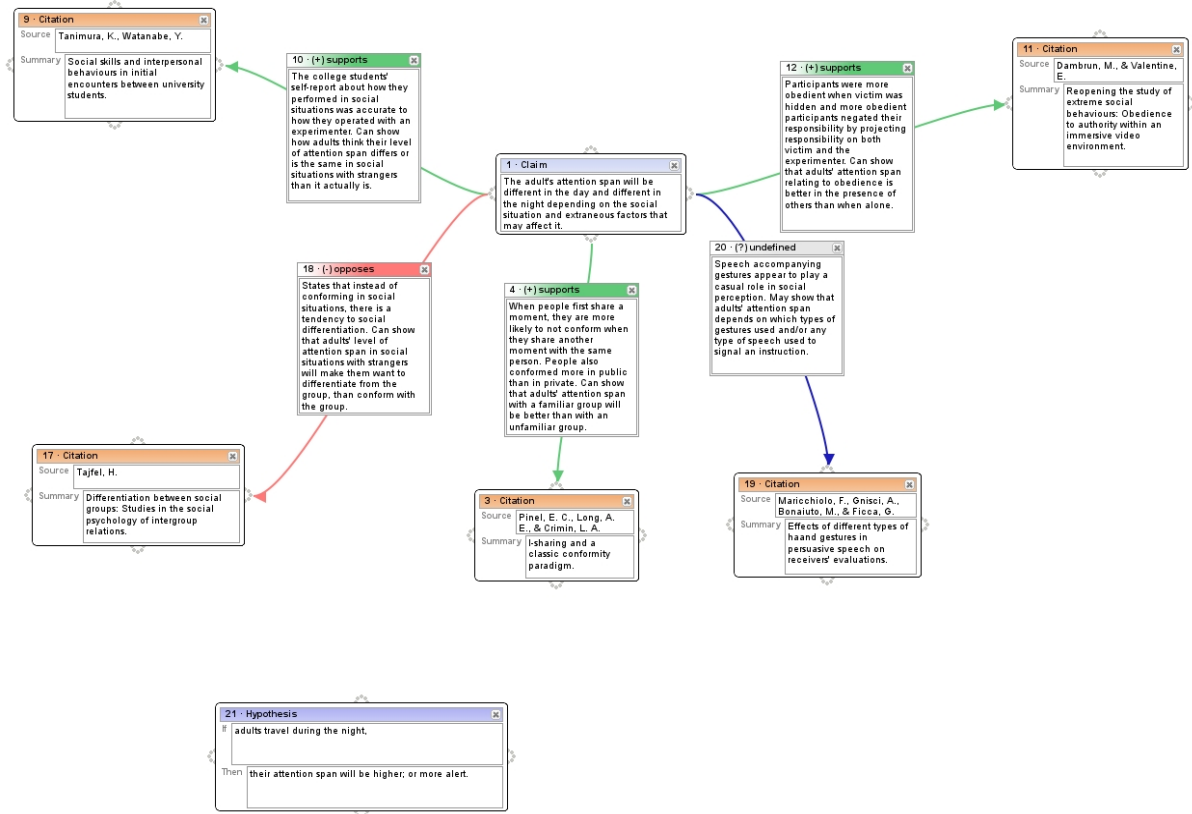 9 · Citation
Source Tanimura, K., Watanabe, Y.
Summary Social skills and interpersonal
behaviours in initial
encounters between university
students.
10 · (+) supports
The college students'
self-report about how they
performed in social
situations was accurate to
how they operated with an
experimenter. Can show
how adults think their level
of attention span differs or
is the same in social
situations with strangers
than it actually is.
1 · Claim
The adult's attention span will be
different in the day and different in
the night depending on the social
situation and extraneous factors that
may affect it.
12 · (+) supports
Participants were more
obedient when victim was
hidden and more obedient
participants negated their
responsibility by projecting
responsibility on both
victim and the
experimenter. Can show
that adults' attention span
relating to obedience is
better in the presence of
others than when alone.
11 · Citation
Source Dambrun, M., & Valentine,
E.
Summary Reopening the study of
extreme social
behaviours: Obedience
to authority within an
immersive video
environment.
18 · (-) opposes
States that instead of
conforming in social
situations, there is a
tendency to social
differentiation. Can show
that adults' level of
attention span in social
situations with strangers
will make them want to
differentiate from the
group, than conform with
the group.
4 · (+) supports
When people first share a
moment, they are more
likely to not conform when
they share another
moment with the same
person. People also
conformed more in public
than in private. Can show
that adults' attention span
with a familiar group will
be better than with an
unfamiliar group.
20 · (?) undefined
Speech accompanying
gestures appear to play a
casual role in social
perception. May show that
adults' attention span
depends on which types of
gestures used and/or any
type of speech used to
signal an instruction.
17 · Citation
Source Tajfel, H.
Summary Differentiation between social
groups: Studies in the social
psychology of intergroup
relations.
3 · Citation
Source Pinel, E. C., Long, A.
E., & Crimin, L. A.
Summary I-sharing and a
classic conformity
paradigm.
19 · Citation
Source Maricchiolo, F., Gnisci, A.,
Bonaiuto, M., & Ficca, G.
Summary Effects of different types of
haand gestures in
persuasive speech on
receivers' evaluations.
21 · Hypothesis
If adults travel during the night,
Then their attention span will be higher; or more alert.